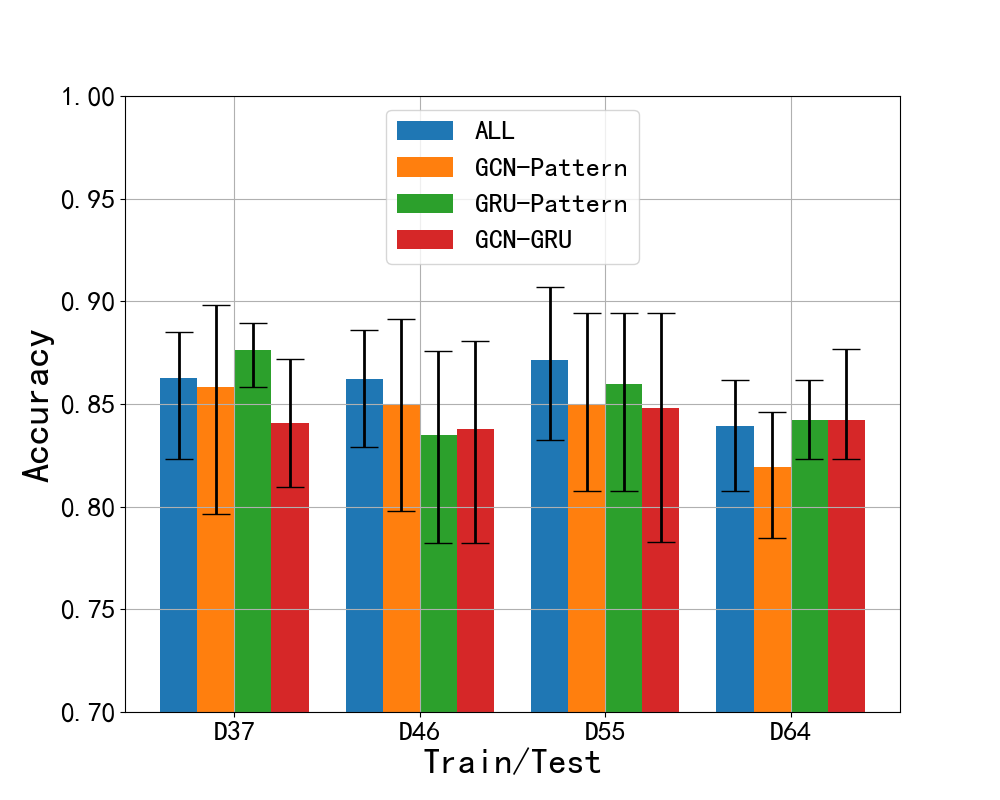 1.00
0.95
0.90
0.85
0.80
0.75
0.70
Accuracy
ALL
GCN-Pattern
GRU-Pattern
GCN-GRU
D37
D46
D55
D64
Train/Test